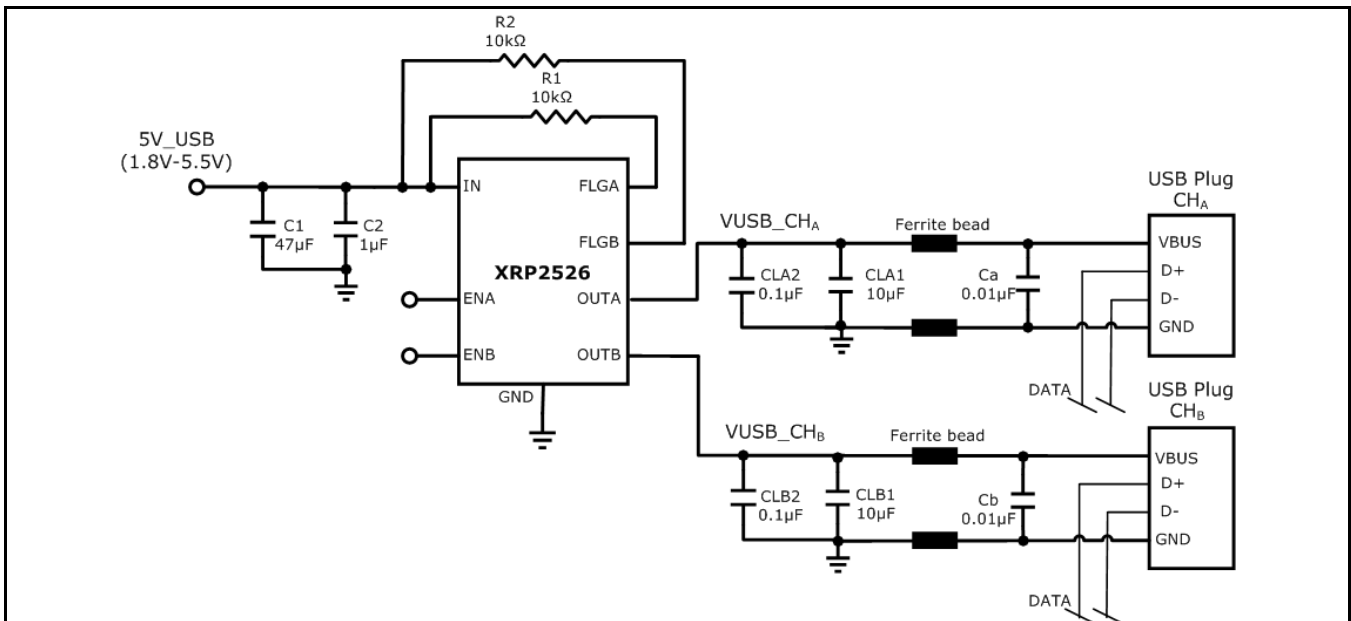 R2
10kΩ
R1
10kΩ
5V_USB
(1.8V-5.5V)
IN
FLGA
C1
47µF
C2
1µF
FLGB
XRP2526
ENA
OUTA
ENB
OUTB
GND
VUSB_CHA
Ferrite bead
CLA2
0.1µF
CLA1
10µF
Ca
0.01µF
USB Plug
CHA
VBUS
D+
D-
GND
DATA
VUSB_CHB
Ferrite bead
CLB2
0.1µF
CLB1
10µF
Cb
0.01µF
USB Plug
CHB
VBUS
D+
D-
GND
DATA